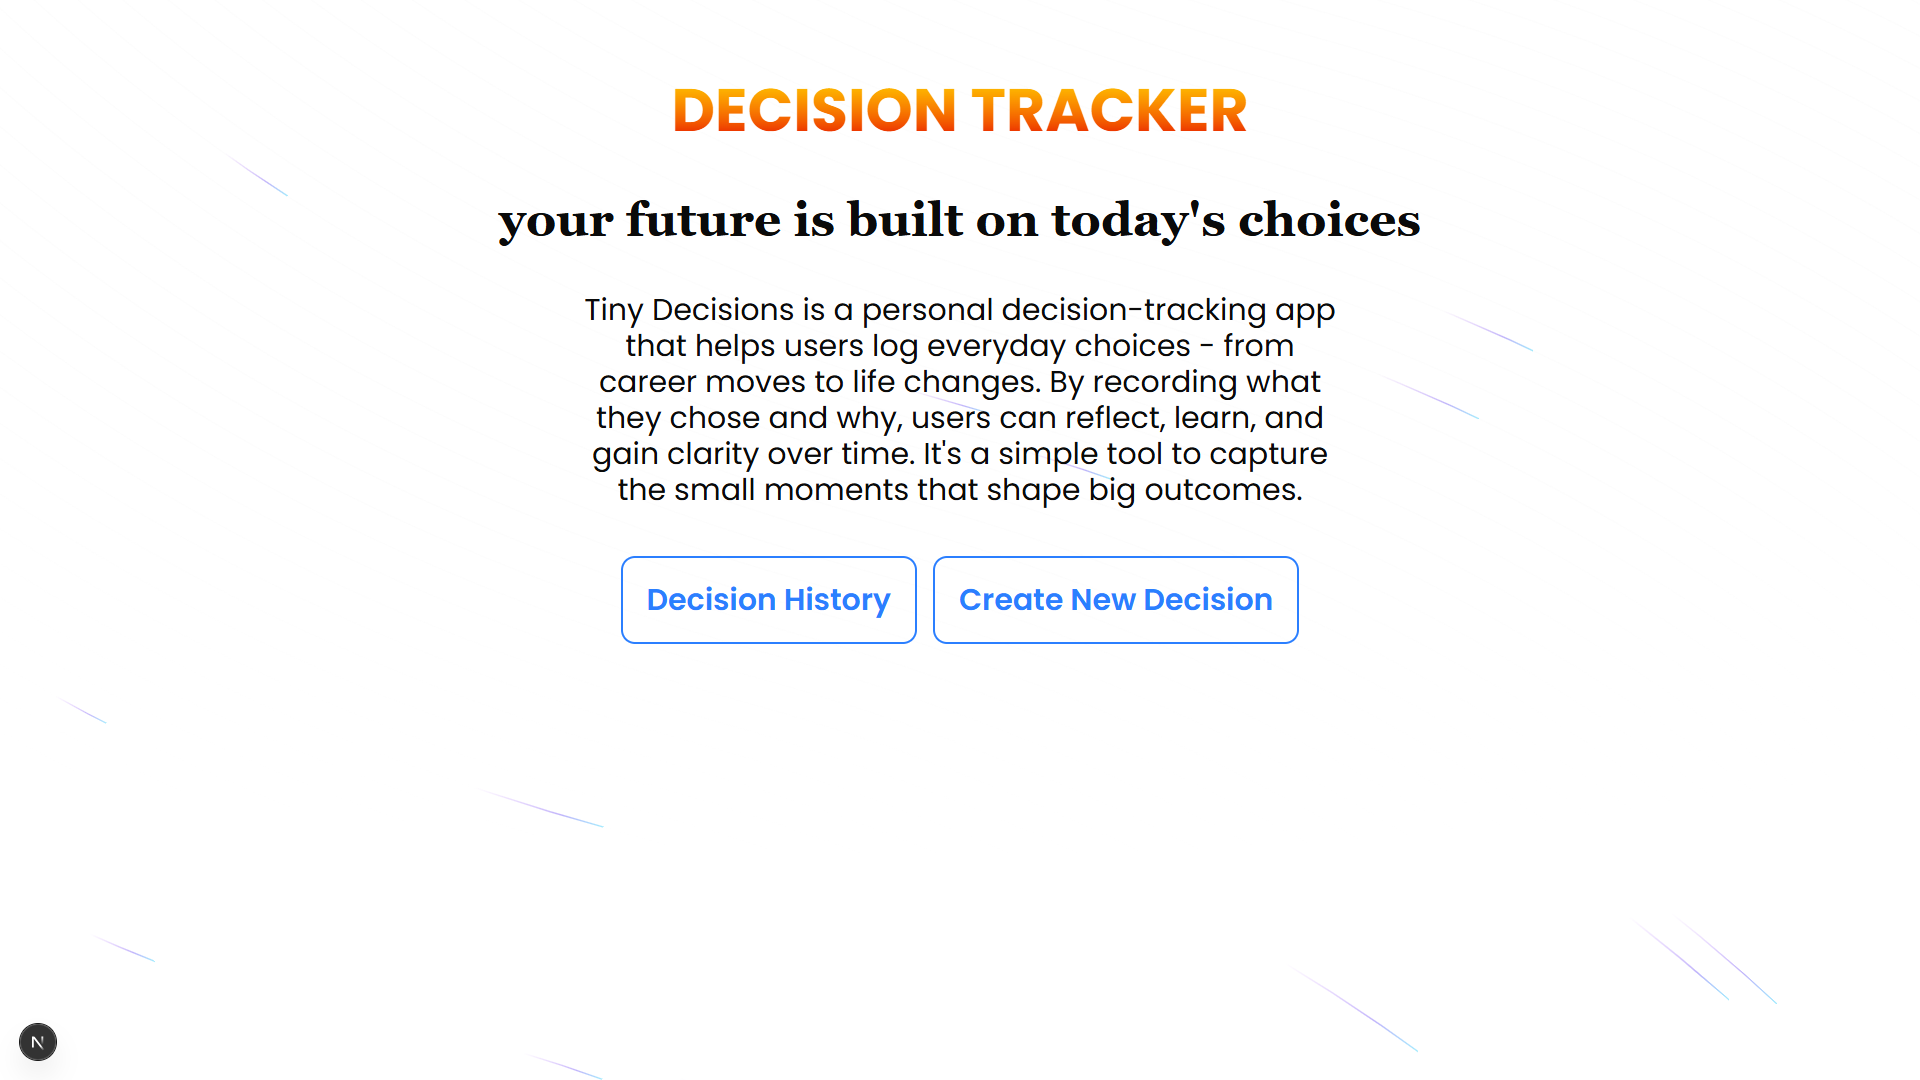 DECISION TRACKER
your future is built on today's choices
Tiny Decisions is a personal decision-tracking app
that helps users log everyday choices - from
career moves to life changes. By recording what
they chose and why, users can reflect, learn, and
gain clarity over time. It's a simple tool to capture
the small moments that shape big outcomes.
Decision History
Create New Decision
N